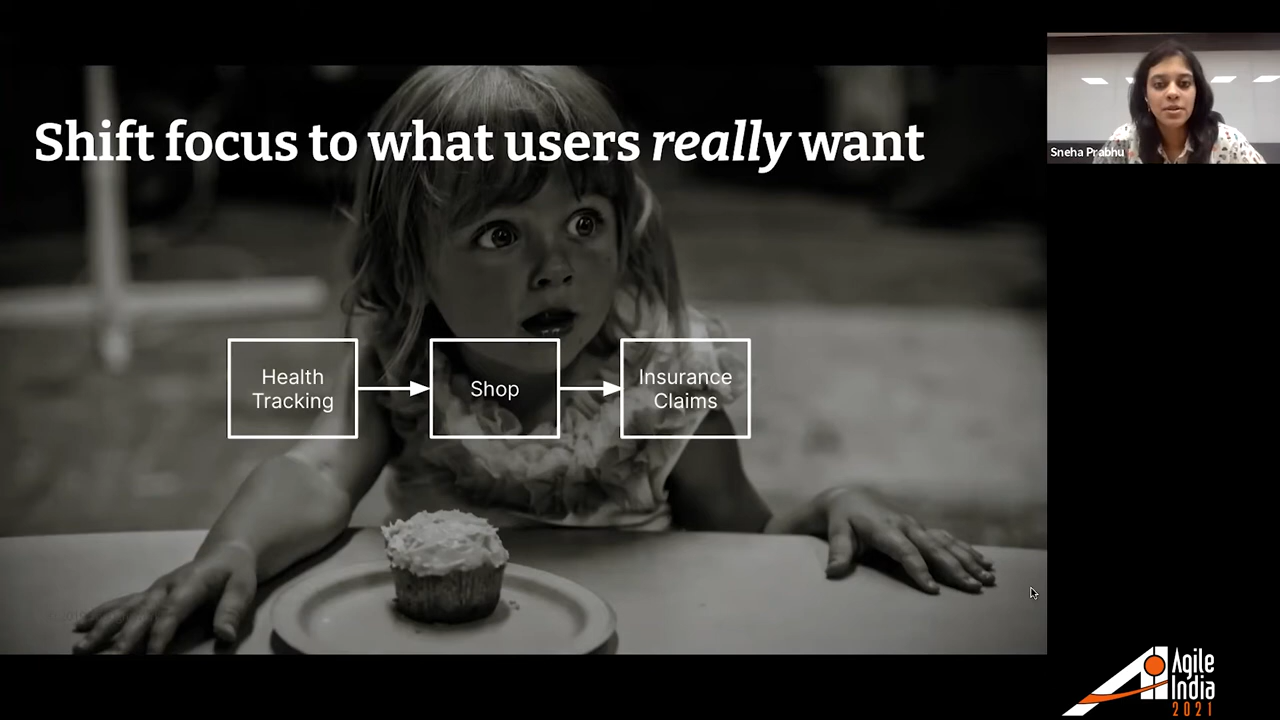 Shift focus to what users really want
Health
Tracking
Shop
Insurance
Claims
Sneha Prabhu
Agile
India
2021